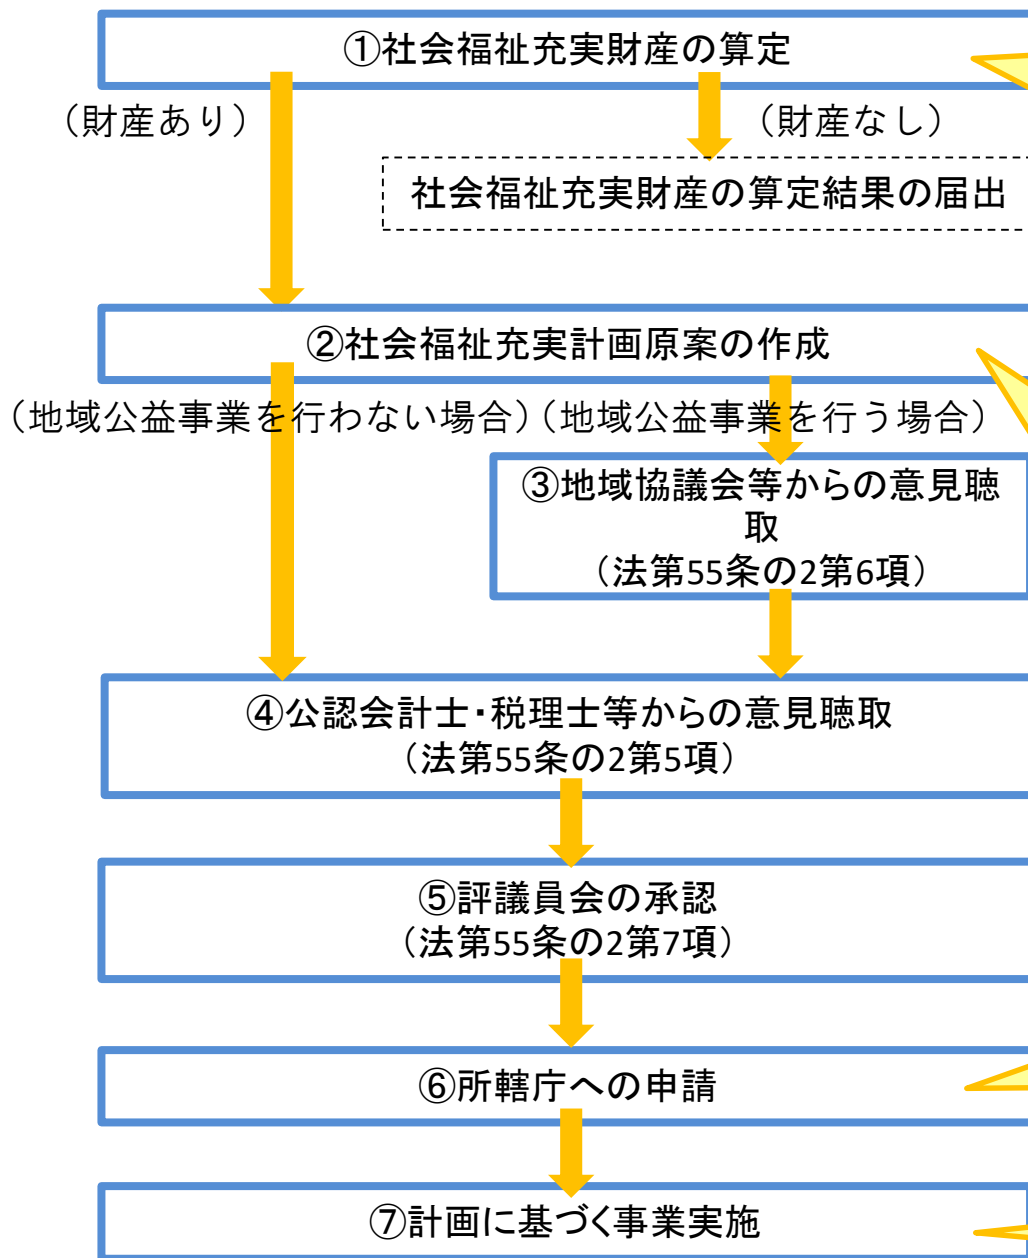 ①社会福祉充実財産の算定
（財産あり）
（財産なし）
社会福祉充実財産の算定結果の届出
②社会福祉充実計画原案の作成
（地域公益事業を行わない場合）
（地域公益事業を行う場合）
③地域協議会等からの意見聴
取
（法第55条の2第6項）
④公認会計士・税理士等からの意見聴取
（法第55条の2第5項）
⑤評議員会の承認
（法第55条の2第7項）
⑥所轄庁への申請
⑦計画に基づく事業実施